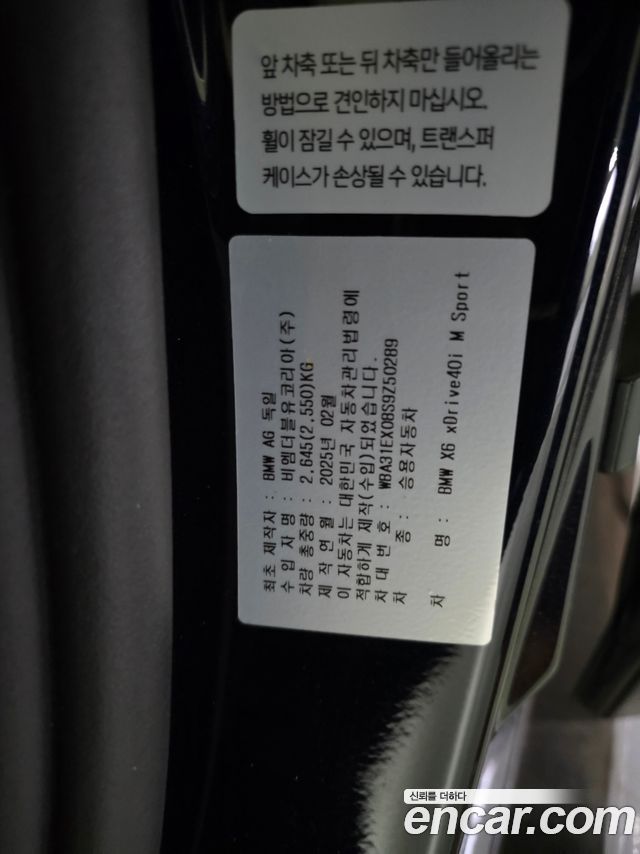 앞 차축 또는 뒤 차축만 들어올리는
방법으로 견인하지 마십시오.
휠이 잠길 수 있으며, 트랜스퍼
케이스가 손상될 수 있습니다.
최초 제작자 : BMW AG 독일
수 입 자 명 : 비엠더블유코리아(주)
차량 총중량 : 2,645(2,550)KG
제 작 연 월 : 2025년 02월
이 자동차는 대한민국 자동차관리법령에
적합하게 제작(수입)되었습니다.
차 대 번 호 : WBA31EX08S9Z50289
차 종 : 승용자동차
차 명 : BMW X6 xDrive40i M Sport
신뢰를 더하다
encar.com